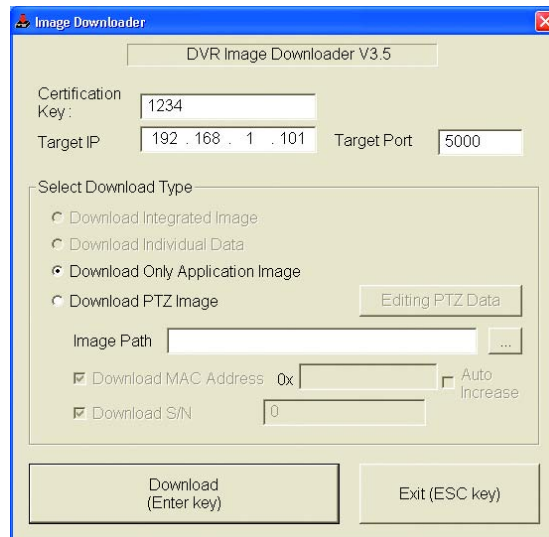 Image Downloader
DVR Image Downloader V3.5
Certification
Key :
1234
Target IP 192 . 168 . 1 . 101 Target Port 5000
Select Download Type
Download Integrated Image
Download Individual Data
Download Only Application Image
Download PTZ Image Editing PTZ Data
Image Path ...
Download MAC Address 0x Auto
Increase
Download S/N 0
Download
(Enter key)
Exit (ESC key)